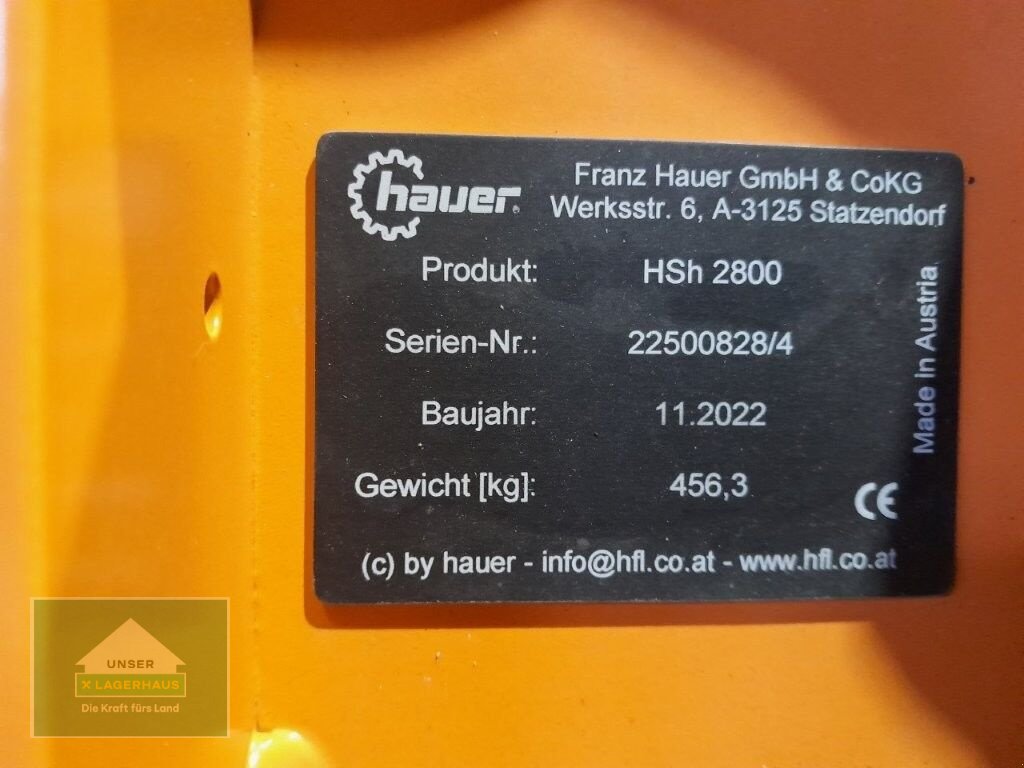 hauer
Franz Hauer GmbH & CoKG
Werksstr. 6, A-3125 Statzendorf
Produkt: HSh 2800
Serien-Nr.: 22500828/4
Baujahr: 11.2022
Gewicht [kg]: 456,3
CE
(c) by hauer - info@hfl.co.at - www.hfl.co.at
Made in Austria
UNSER
X LAGERHAUS
Die Kraft fürs Land